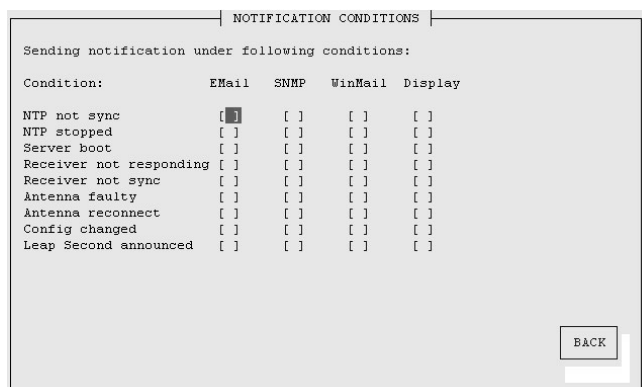 NOTIFICATION CONDITIONS
Sending notification under following conditions:
Condition: EMail SNMP WinMail Display
NTP not sync [ ] [ ] [ ] [ ]
NTP stopped [ ] [ ] [ ] [ ]
Server boot [ ] [ ] [ ] [ ]
Receiver not responding [ ] [ ] [ ] [ ]
Receiver not sync [ ] [ ] [ ] [ ]
Antenna faulty [ ] [ ] [ ] [ ]
Antenna reconnect [ ] [ ] [ ] [ ]
Config changed [ ] [ ] [ ] [ ]
Leap Second announced [ ] [ ] [ ] [ ]
BACK